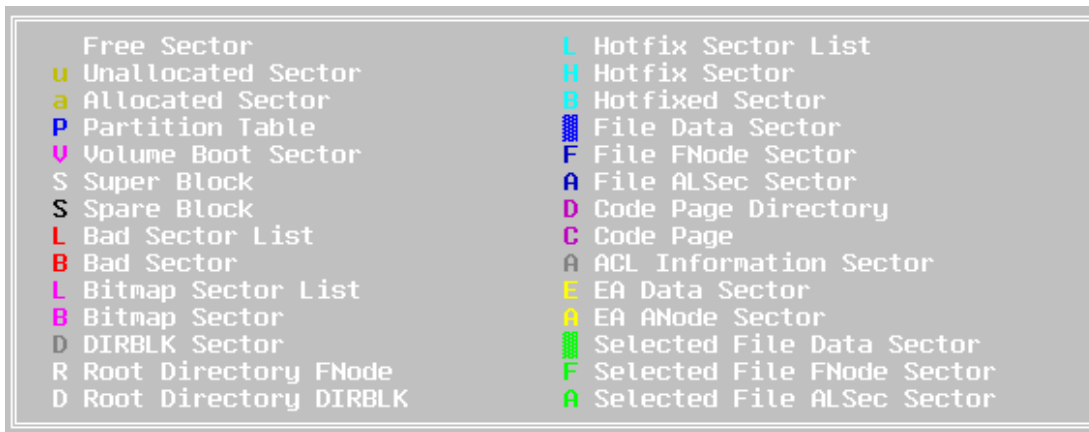 Free Sector
u Unallocated Sector
a Allocated Sector
P Partition Table
V Volume Boot Sector
S Super Block
S Spare Block
L Bad Sector List
B Bad Sector
L Bitmap Sector List
B Bitmap Sector
D DIRBLK Sector
R Root Directory FNode
D Root Directory DIRBLK
L Hotfix Sector List
H Hotfix Sector
B Hotfixed Sector
▒ File Data Sector
F File FNode Sector
A File ALSec Sector
D Code Page Directory
C Code Page
A ACL Information Sector
E EA Data Sector
A EA ANode Sector
▒ Selected File Data Sector
F Selected File FNode Sector
A Selected File ALSec Sector